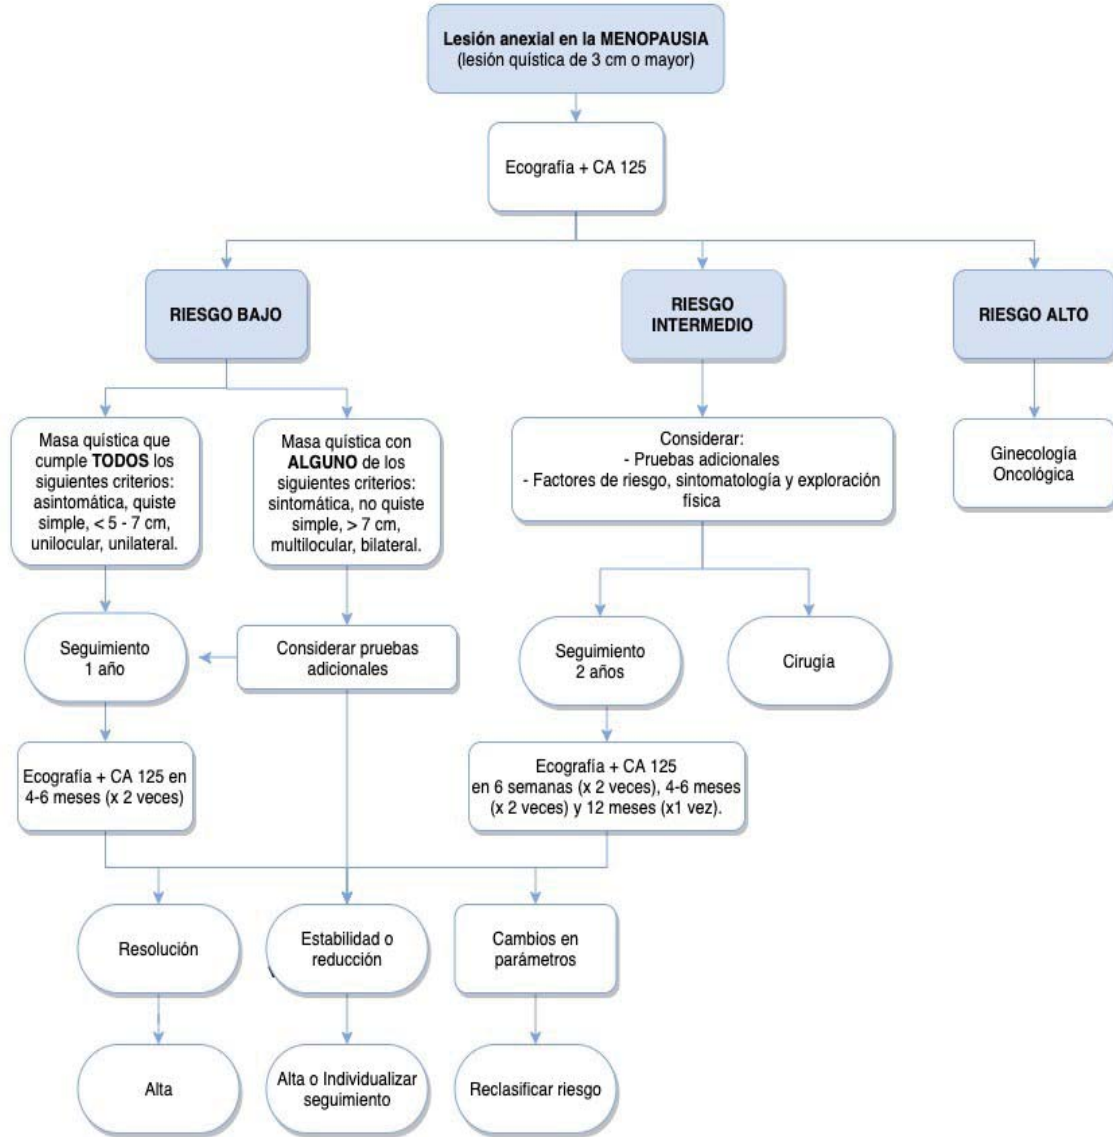 Lesión anexial en la MENOPAUSIA
(lesión quística de 3 cm o mayor)
Ecografía + CA 125
RIESGO BAJO
RIESGO
INTERMEDIO
RIESGO ALTO
Masa quística que
cumple TODOS los
siguientes criterios:
asintomática, quiste
simple, < 5 - 7 cm,
unilocular, unilateral.
Masa quística con
ALGUNO de los
siguientes criterios:
sintomática, no quiste
simple, > 7 cm,
multilocular, bilateral.
Considerar:
- Pruebas adicionales
- Factores de riesgo, sintomatología y exploración
física
Ginecología
Oncológica
Seguimiento
1 año
Considerar pruebas
adicionales
Seguimiento
2 años
Cirugía
Ecografía + CA 125 en
4-6 meses (x 2 veces)
Ecografía + CA 125
en 6 semanas (x 2 veces), 4-6 meses
(x 2 veces) y 12 meses (x1 vez).
Resolución
Estabilidad o
reducción
Cambios en
parámetros
Alta
Alta o Individualizar
seguimiento
Reclasificar riesgo